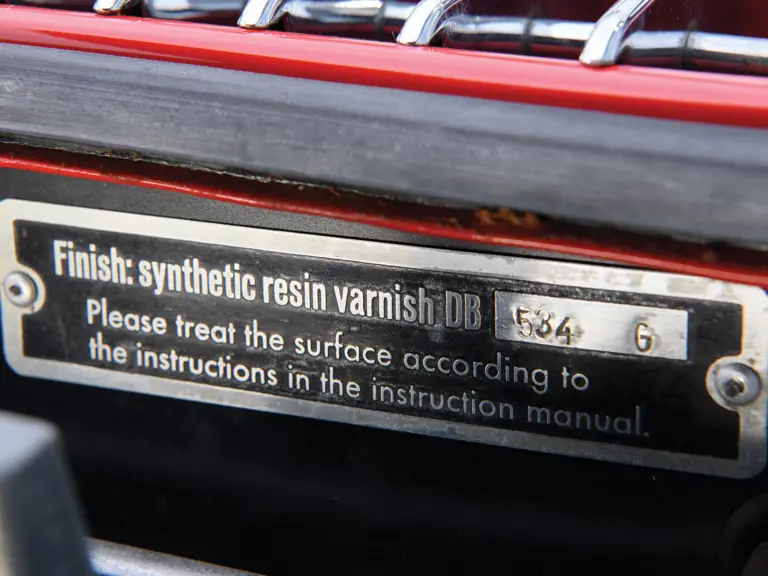 Finish: synthetic resin varnish DB 534 G
Please treat the surface according to
the instructions in the instruction manual.